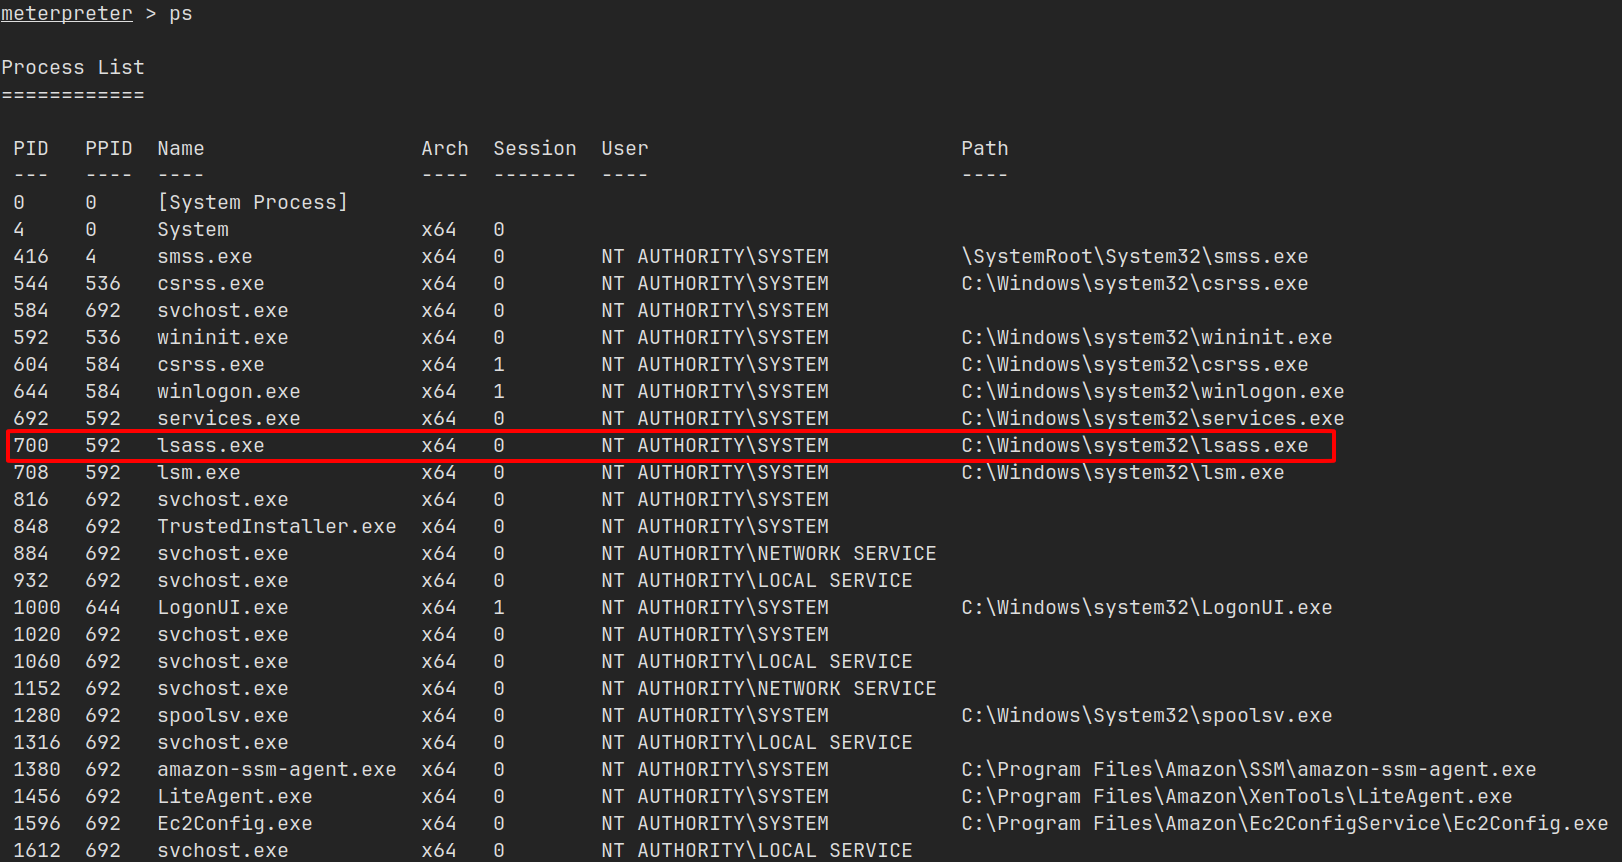 meterpreter > ps
Process List
============
PID PPID Name Arch Session User Path
--- ---- ---- ---- ------- ---- ----
0 0 [System Process]
4 0 System x64 0
416 4 smss.exe x64 0 NT AUTHORITY\SYSTEM \SystemRoot\System32\smss.exe
544 536 csrss.exe x64 0 NT AUTHORITY\SYSTEM C:\Windows\system32\csrss.exe
584 692 svchost.exe x64 0 NT AUTHORITY\SYSTEM
592 536 wininit.exe x64 0 NT AUTHORITY\SYSTEM C:\Windows\system32\wininit.exe
604 584 csrss.exe x64 1 NT AUTHORITY\SYSTEM C:\Windows\system32\csrss.exe
644 584 winlogon.exe x64 1 NT AUTHORITY\SYSTEM C:\Windows\system32\winlogon.exe
692 592 services.exe x64 0 NT AUTHORITY\SYSTEM C:\Windows\system32\services.exe
700 592 lsass.exe x64 0 NT AUTHORITY\SYSTEM C:\Windows\system32\lsass.exe
708 592 lsm.exe x64 0 NT AUTHORITY\SYSTEM C:\Windows\system32\lsm.exe
816 692 svchost.exe x64 0 NT AUTHORITY\SYSTEM
848 692 TrustedInstaller.exe x64 0 NT AUTHORITY\SYSTEM
884 692 svchost.exe x64 0 NT AUTHORITY\NETWORK SERVICE
932 692 svchost.exe x64 0 NT AUTHORITY\LOCAL SERVICE
1000 644 LogonUI.exe x64 1 NT AUTHORITY\SYSTEM C:\Windows\system32\LogonUI.exe
1020 692 svchost.exe x64 0 NT AUTHORITY\SYSTEM
1060 692 svchost.exe x64 0 NT AUTHORITY\LOCAL SERVICE
1152 692 svchost.exe x64 0 NT AUTHORITY\NETWORK SERVICE
1280 692 spoolsv.exe x64 0 NT AUTHORITY\SYSTEM C:\Windows\System32\spoolsv.exe
1316 692 svchost.exe x64 0 NT AUTHORITY\LOCAL SERVICE
1380 692 amazon-ssm-agent.exe x64 0 NT AUTHORITY\SYSTEM C:\Program Files\Amazon\SSM\amazon-ssm-agent.exe
1456 692 LiteAgent.exe x64 0 NT AUTHORITY\SYSTEM C:\Program Files\Amazon\XenTools\LiteAgent.exe
1596 692 Ec2Config.exe x64 0 NT AUTHORITY\SYSTEM C:\Program Files\Amazon\Ec2ConfigService\Ec2Config.exe
1612 692 svchost.exe x64 0 NT AUTHORITY\LOCAL SERVICE